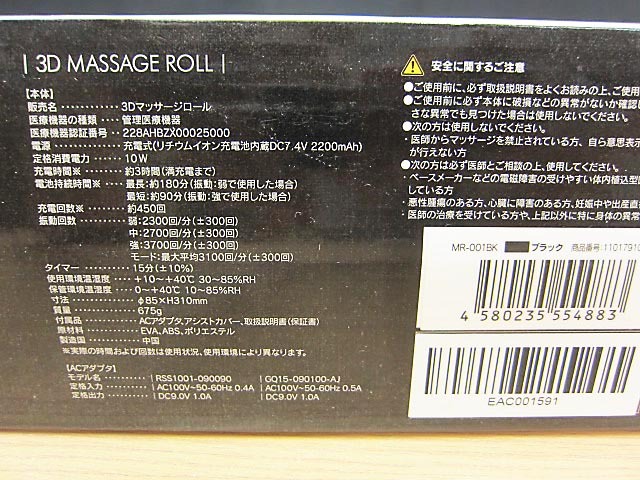 | 3D MASSAGE ROLL |
【本体】
販売名 ………… 3Dマッサージロール
医療機器の種類 ……… 管理医療機器
医療機器認証番号 … 228AHBZX00025000
電源 ………… 充電式(リチウムイオン充電池内蔵DC7.4V 2200mAh)
定格消費電力 ……… 10W
充電時間※ ……… 約3時間(満充電まで)
電池持続時間※ …… 最長:約180分(振動:弱で使用した場合)
最短:約90分(振動:強で使用した場合)
充電回数※ ……… 約450回
振動回数 ………… 弱:2300回/分(±300回)
中:2700回/分(±300回)
強:3700回/分(±300回)
モード:最大平均3100回/分(±300回)
タイマー ………… 15分(±10%)
使用環境温湿度 …… +10~+40℃ 30~85%RH
保管環境温湿度 …… 0~+40℃ 10~85%RH
寸法 ………… φ85×H310mm
質量 ………… 675g
付属品 ………… ACアダプタ、アシストカバー、取扱説明書(保証書)
原材料 ………… EVA、ABS、ポリエステル
製造国 ………… 中国
※実際の時間および回数は使用状況、使用環境により異なります。
【ACアダプタ】
モデル名 ………… | RSS1001-090090 | GQ15-090100-AJ
定格入力 ………… | AC100V~50-60Hz 0.4A | AC100V~50-60Hz 0.5A
定格出力 ………… | DC9.0V 1.0A | DC9.0V 1.0A
安全に関するご注意
●ご使用前に、必ず取扱説明書をよくお読みの上、ご使用
●ご使用前に必ず本体に破損などの異常がないか確認
さな異常でも見つけた場合は使用しないでください。
●次の方は使用しないでください。
・医師からマッサージを禁止されている方、自ら意思表示
が行えない方
●次の方は必ず医師とご相談の上、使用してください。
・ペースメーカーなどの電磁障害の受けやすい体内植込型
している方
・悪性腫瘍のある方、心臓に障害のある方、妊娠中や出産直
・医師の治療を受けている方や、上記以外に特に身体の異常
MR-001BK ブラック 商品番号:11017910
4 580235 554883
EAC001591